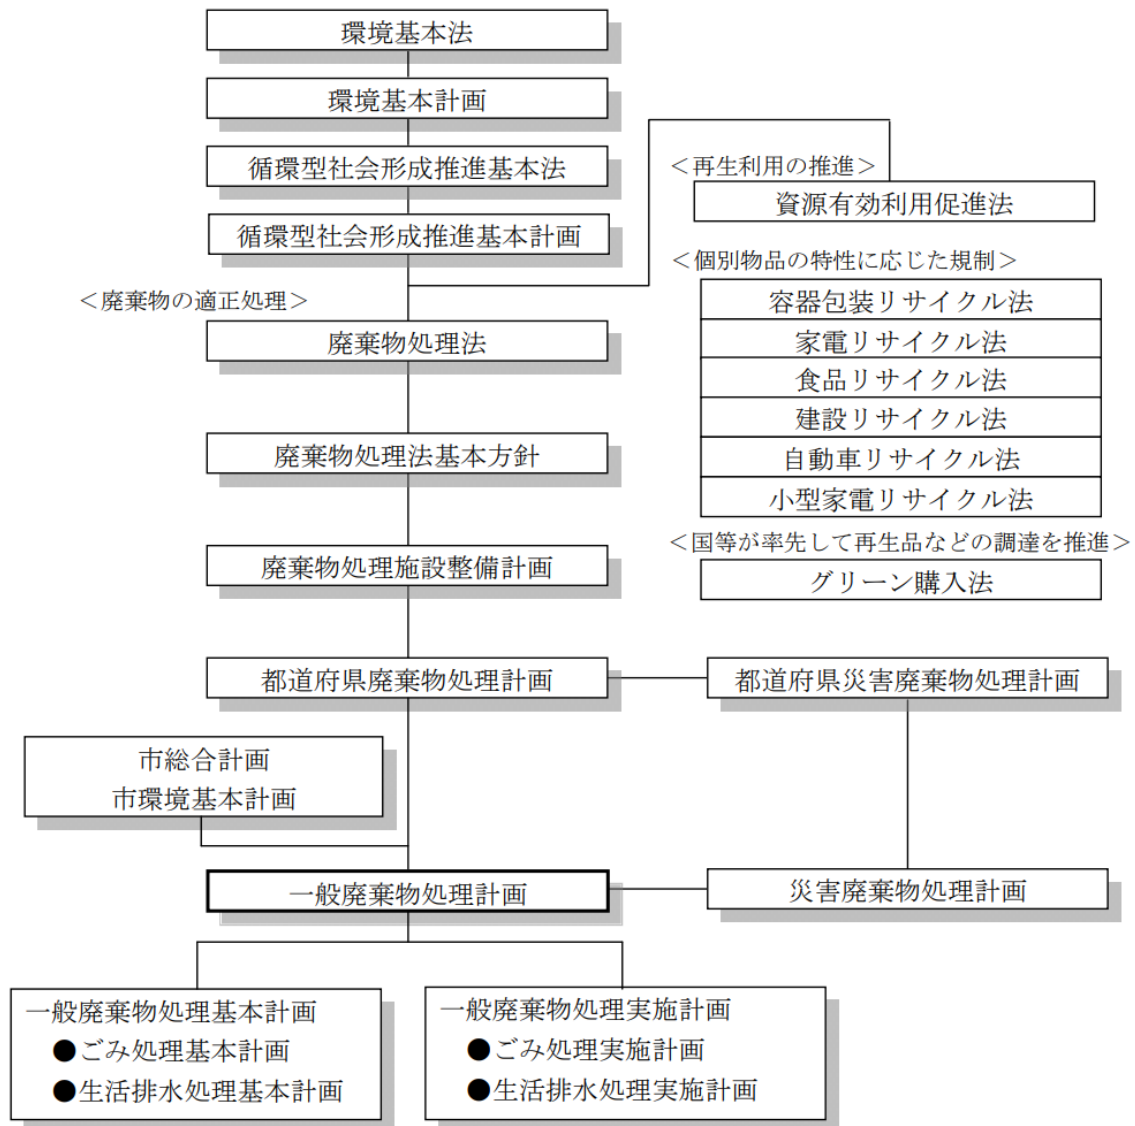 環境基本法
環境基本計画
循環型社会形成推進基本法
循環型社会形成推進基本計画
＜再生利用の推進＞
資源有効利用促進法
＜個別物品の特性に応じた規制＞
容器包装リサイクル法
家電リサイクル法
食品リサイクル法
建設リサイクル法
自動車リサイクル法
小型家電リサイクル法
＜国等が率先して再生品などの調達を推進＞
グリーン購入法
＜廃棄物の適正処理＞
廃棄物処理法
廃棄物処理法基本方針
廃棄物処理施設整備計画
都道府県廃棄物処理計画
都道府県災害廃棄物処理計画
市総合計画
市環境基本計画
一般廃棄物処理計画
災害廃棄物処理計画
一般廃棄物処理基本計画
●ごみ処理基本計画
●生活排水処理基本計画
一般廃棄物処理実施計画
●ごみ処理実施計画
●生活排水処理実施計画